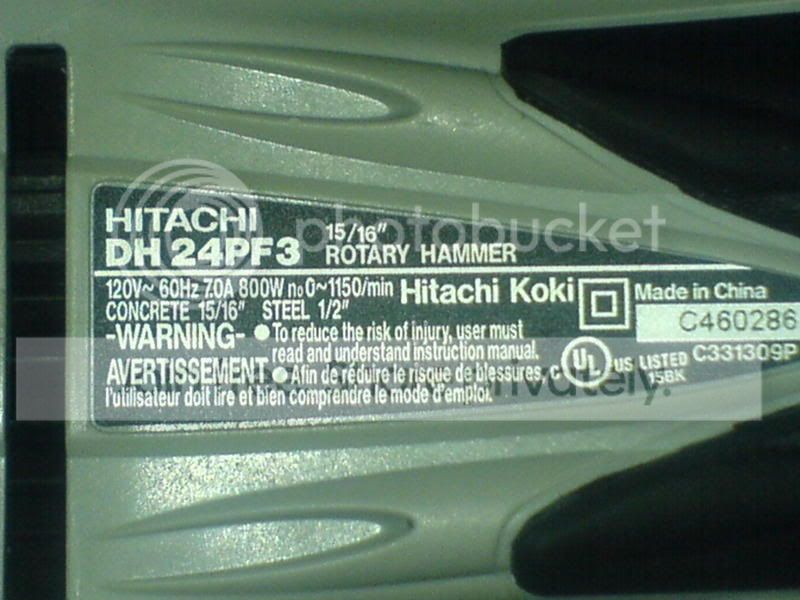 HITACHI
DH 24PF3
15/16"
ROTARY HAMMER
120V~ 60Hz 7.0A 800W no0~1150/min
CONCRETE 15/16" STEEL 1/2"
Hitachi Koki
Made in China
C460286
-WARNING- ● To reduce the risk of injury, user must
read and understand instruction manual.
AVERTISSEMENT ● Afin de réduire le risque de blessures,
l'utilisateur doit lire et bien comprendre le mode d'emploi.
C UL US LISTED C331309P
15BK
photobucket